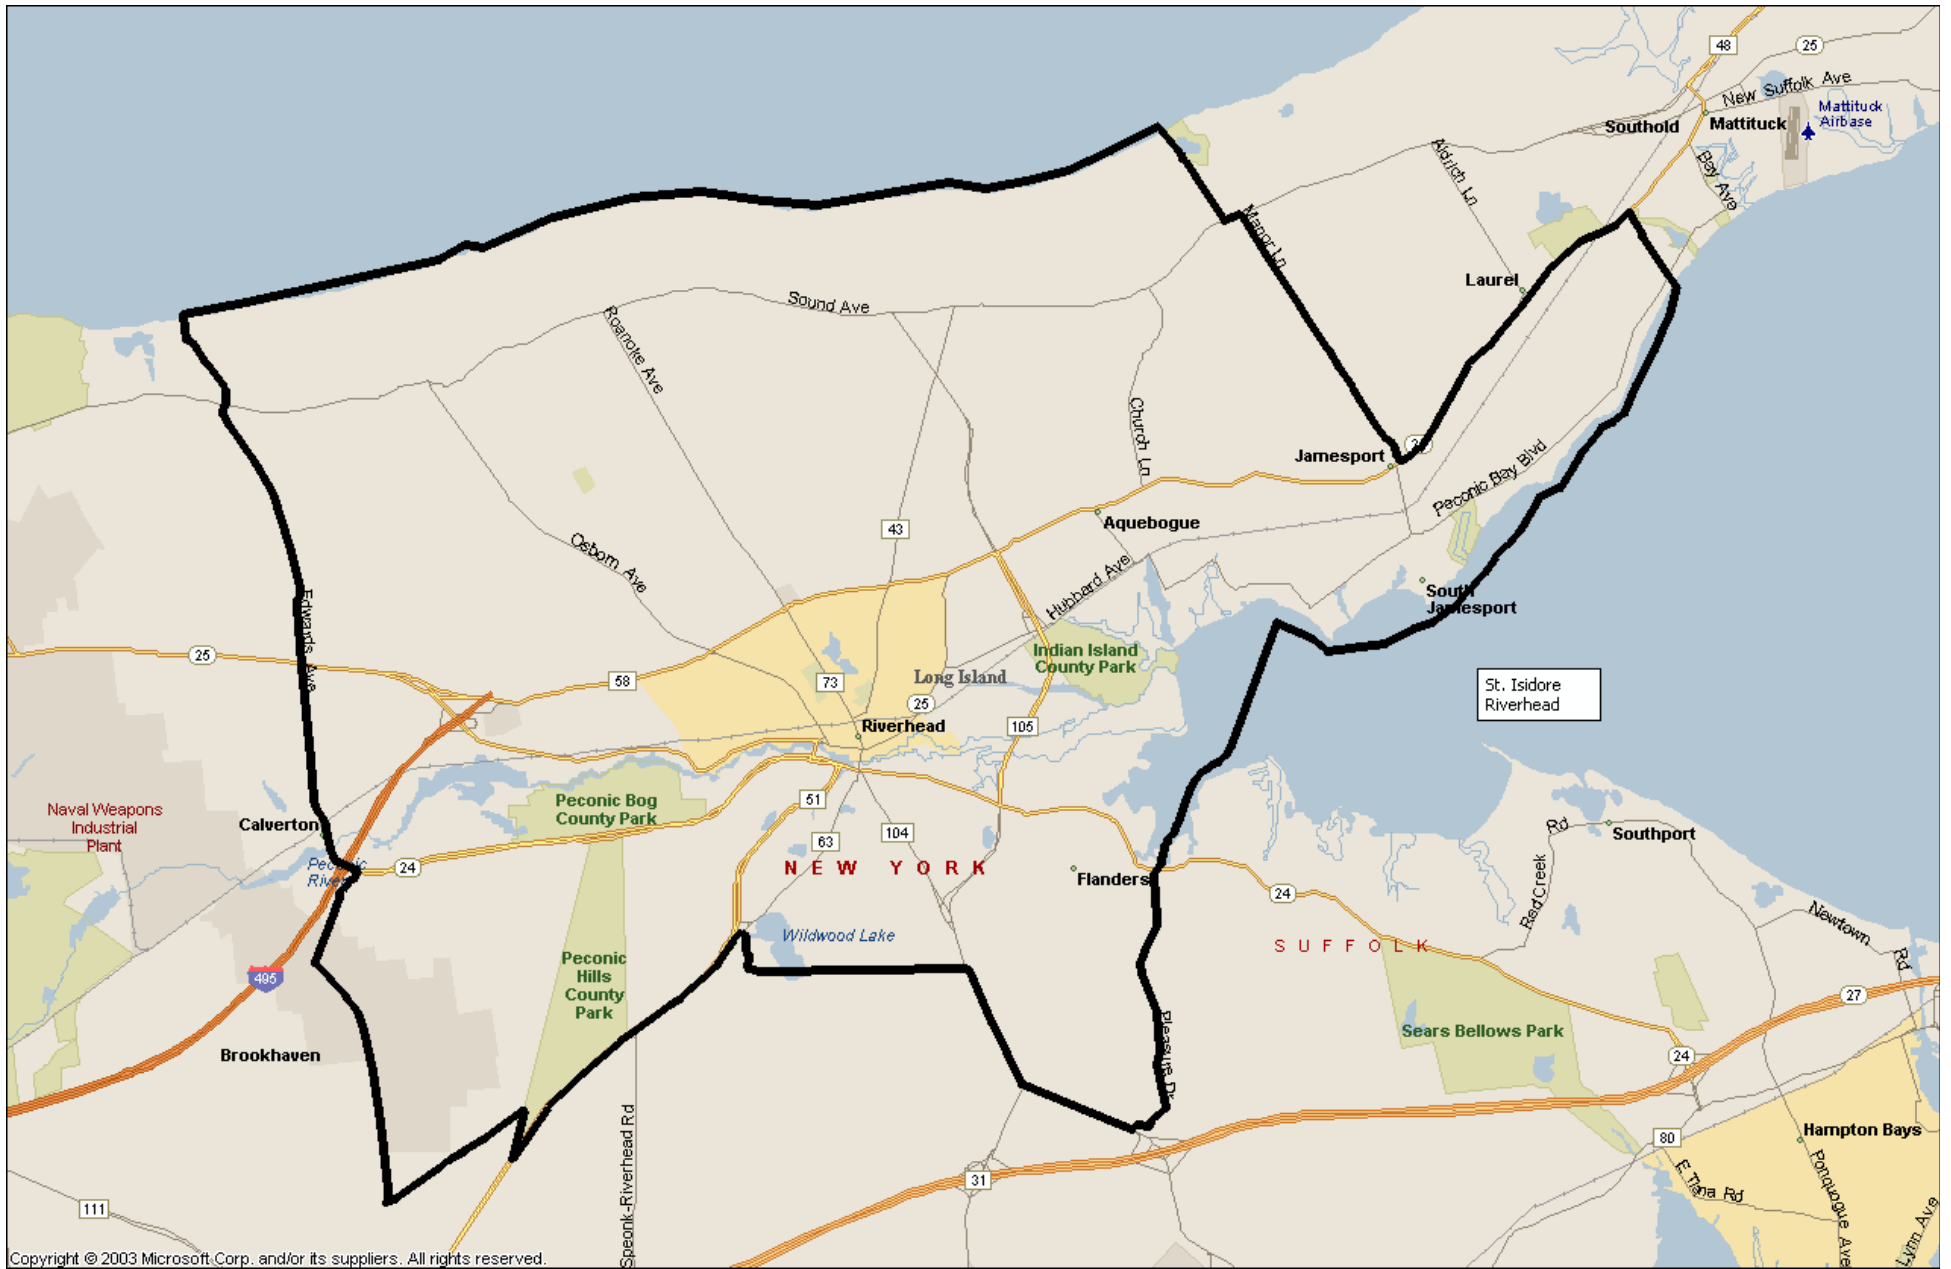 48
25
New Suffolk Ave
Mattituck
Airbase
Southold
Mattituck
Aldrich Ln
Bay Ave
Manor Ln
Laurel
Sound Ave
Roanoke Ave
Church Ln
Jamesport
Peconic Bay Blvd
43
Aquebogue
Osborn Ave
Hubbard Ave
South
Jamesport
Edwards Ave
25
58
73
Long Island
25
Indian Island
County Park
St. Isidore
Riverhead
Riverhead
105
Naval Weapons
Industrial
Plant
Calverton
Peconic Bog
County Park
51
63
104
Rd
Southport
Peconic
River
24
NEW YORK
Flanders
24
Red Creek
Newtown
Rd
Wildwood Lake
SUFFOLK
Peconic
Hills
County
Park
495
27
Brookhaven
Pleasure Dr
Sears Bellows Park
24
Speonk-Riverhead Rd
80
Hampton Bays
31
E Tiana Rd
Ponquogue Ave
Lynn Ave
111
Copyright © 2003 Microsoft Corp. and/or its suppliers. All rights reserved.